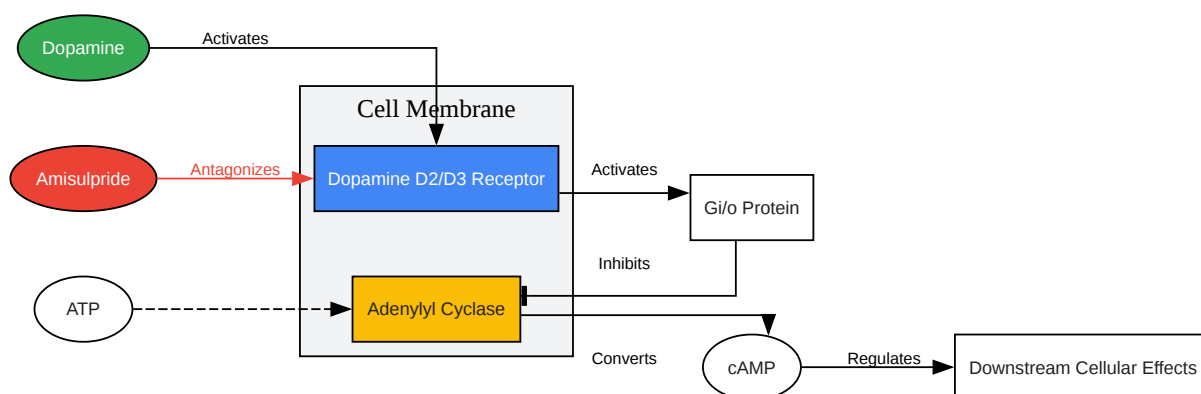 Dopamine
Activates
Cell Membrane
Amisulpride
Antagonizes
Dopamine D2/D3 Receptor
Activates
Gi/o Protein
Inhibits
ATP
Adenylyl Cyclase
Converts
cAMP
Regulates
Downstream Cellular Effects